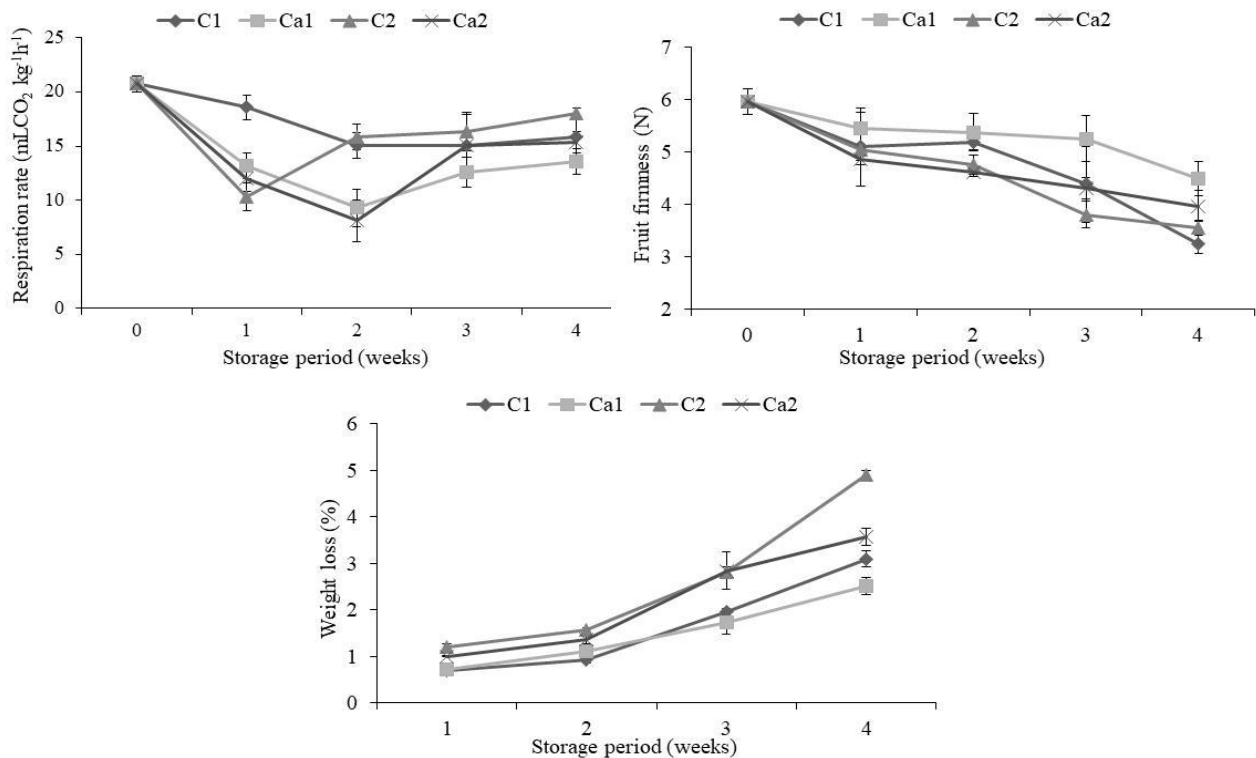 C1 Ca1 C2 Ca2
25
20
15
10
5
0
Respiration rate (mLCO₂ kg⁻¹h⁻¹)
0 1 2 3 4
Storage period (weeks)
C1 Ca1 C2 Ca2
7
6
5
4
3
2
Fruit firmness (N)
0 1 2 3 4
Storage period (weeks)
C1 Ca1 C2 Ca2
6
5
4
3
2
1
0
Weight loss (%)
1 2 3 4
Storage period (weeks)